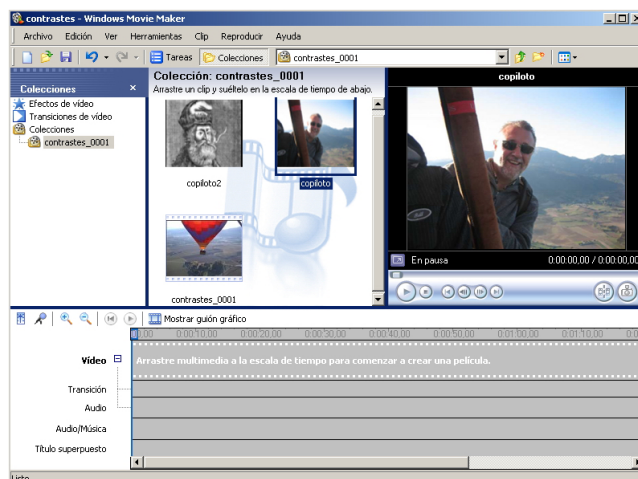 contrastes - Windows Movie Maker
Archivo Edición Ver Herramientas Clip Reproducir Ayuda
Tareas Colecciones contrastes_0001
Colecciones
Efectos de vídeo
Transiciones de vídeo
Colecciones
contrastes_0001
Colección: contrastes_0001
Arrastre un clip y suéltelo en la escala de tiempo de abajo.
copiloto2 copiloto
contrastes_0001
copiloto
En pausa 0:00:00,00 / 0:00:00,00
Mostrar guión gráfico
0:00:10,00 0:00:20,00 0:00:30,00 0:00:40,00 0:00:50,00 0:01:00,00 0:01:10,00
Vídeo Arrastre multimedia a la escala de tiempo para comenzar a crear una película.
Transición
Audio
Audio/Música
Título superpuesto
Listo